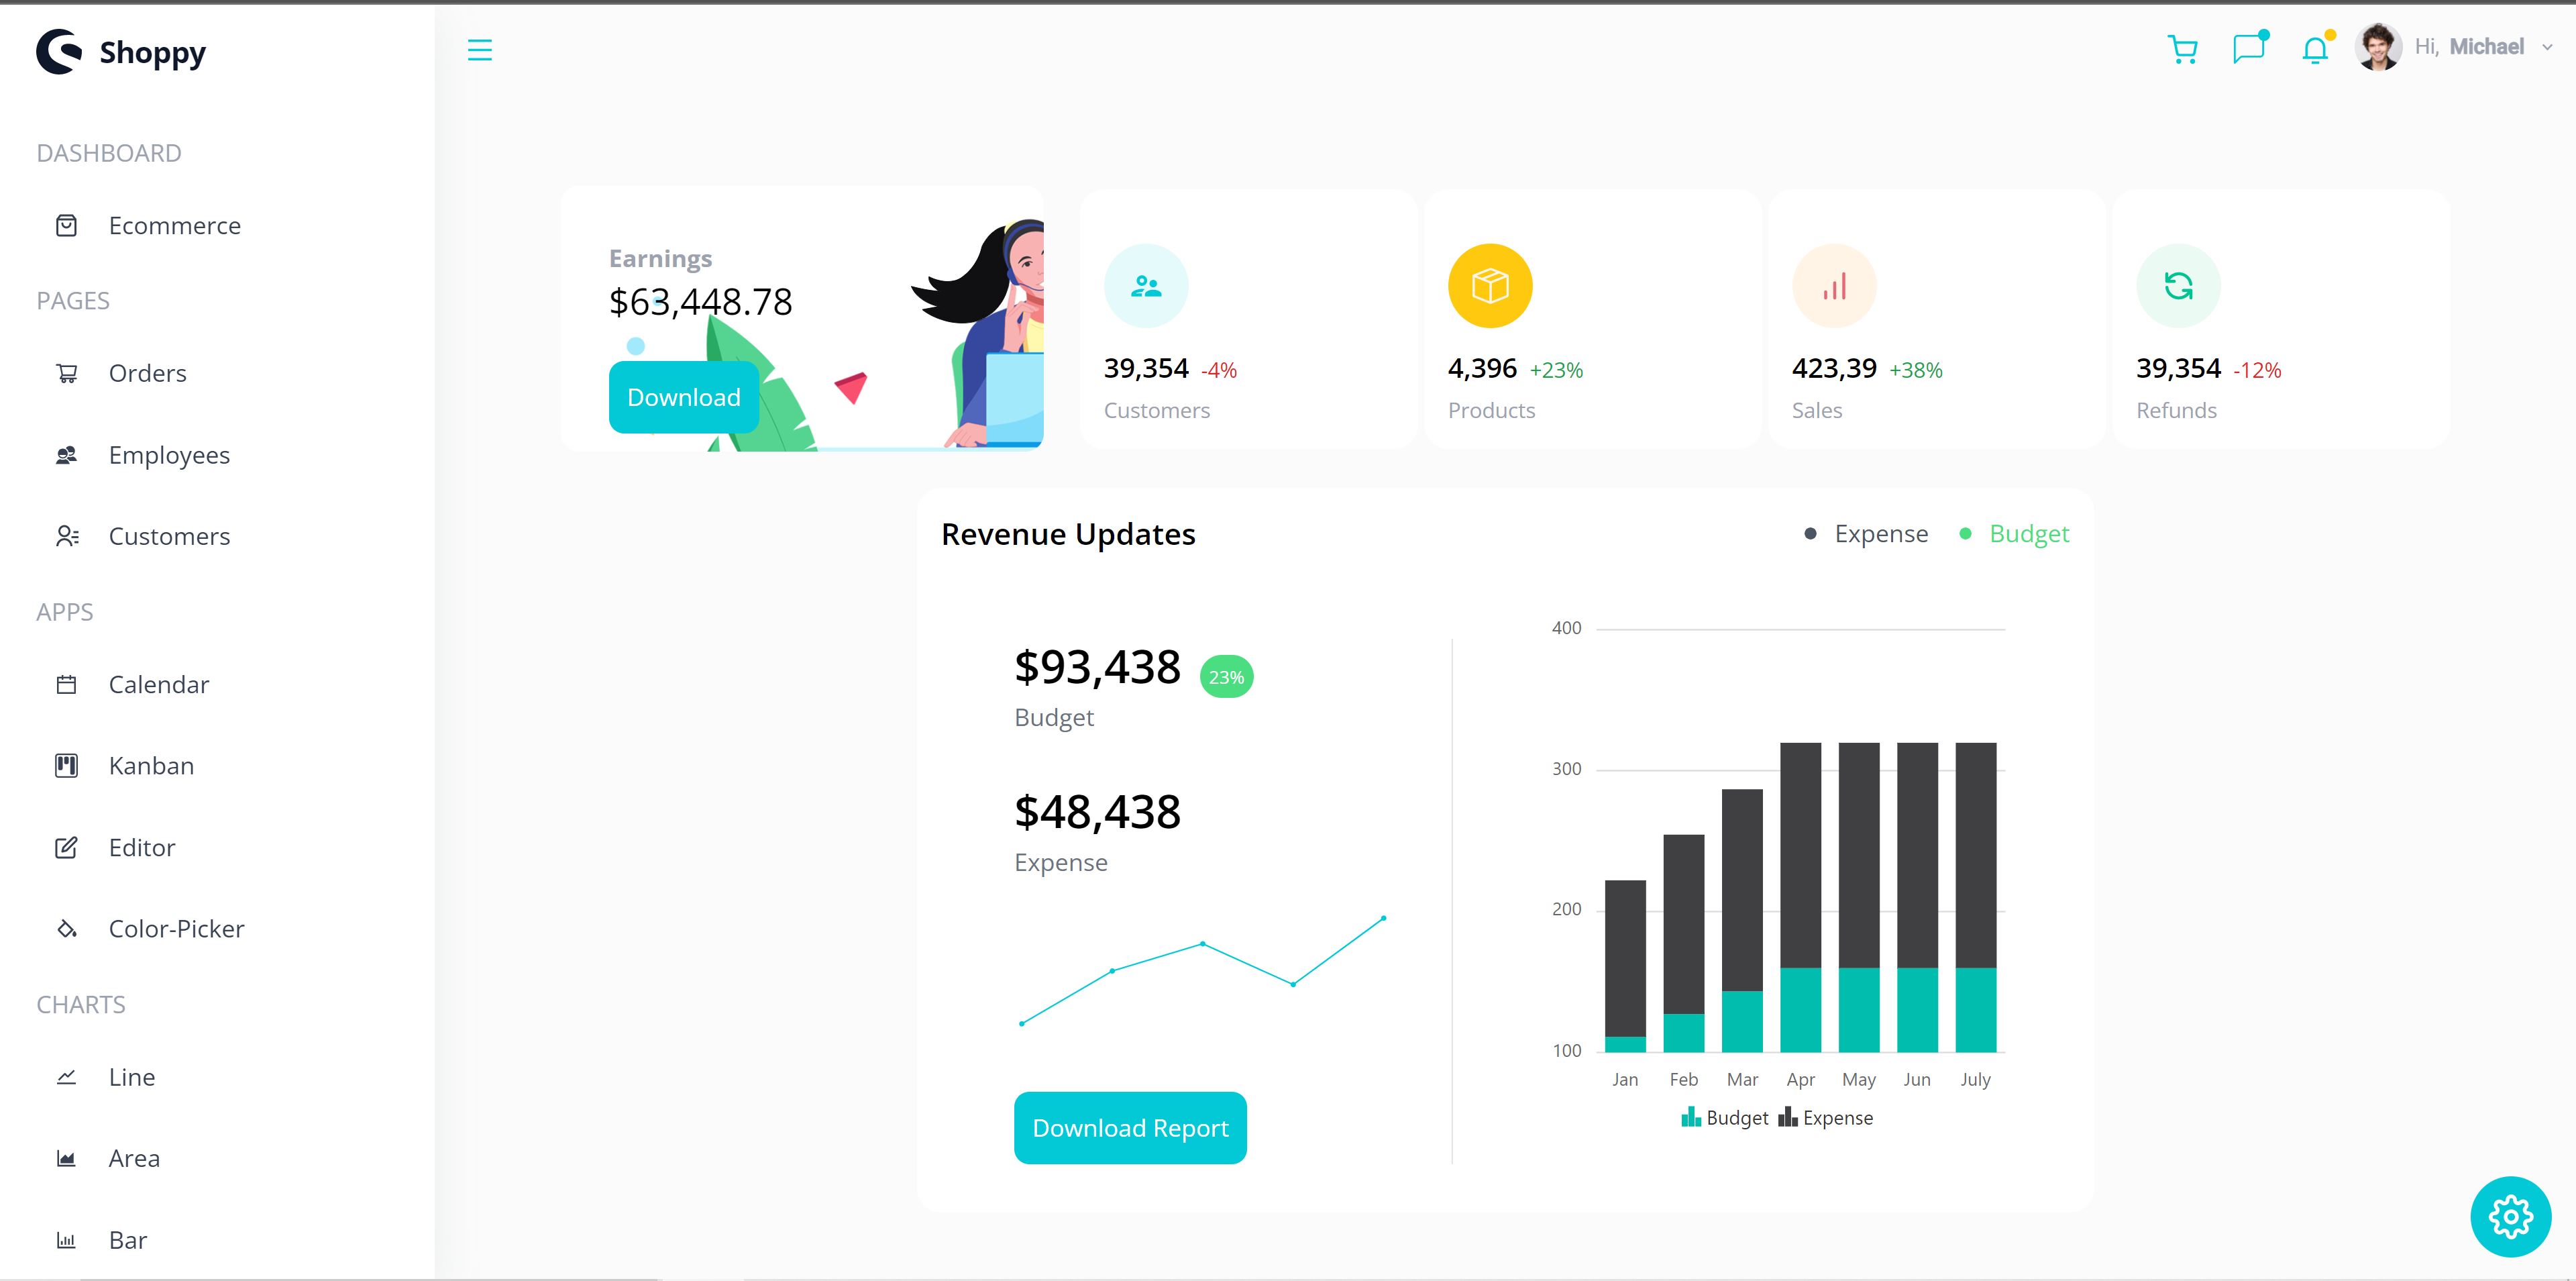 Shoppy
Hi, Michael
DASHBOARD
Ecommerce
PAGES
Orders
Employees
Customers
APPS
Calendar
Kanban
Editor
Color-Picker
CHARTS
Line
Area
Bar
Earnings
$63,448.78
Download
39,354 -4%
Customers
4,396 +23%
Products
423,39 +38%
Sales
39,354 -12%
Refunds
Revenue Updates
Expense Budget
$93,438 23%
Budget
$48,438
Expense
Download Report
400
300
200
100
Jan Feb Mar Apr May Jun July
Budget Expense